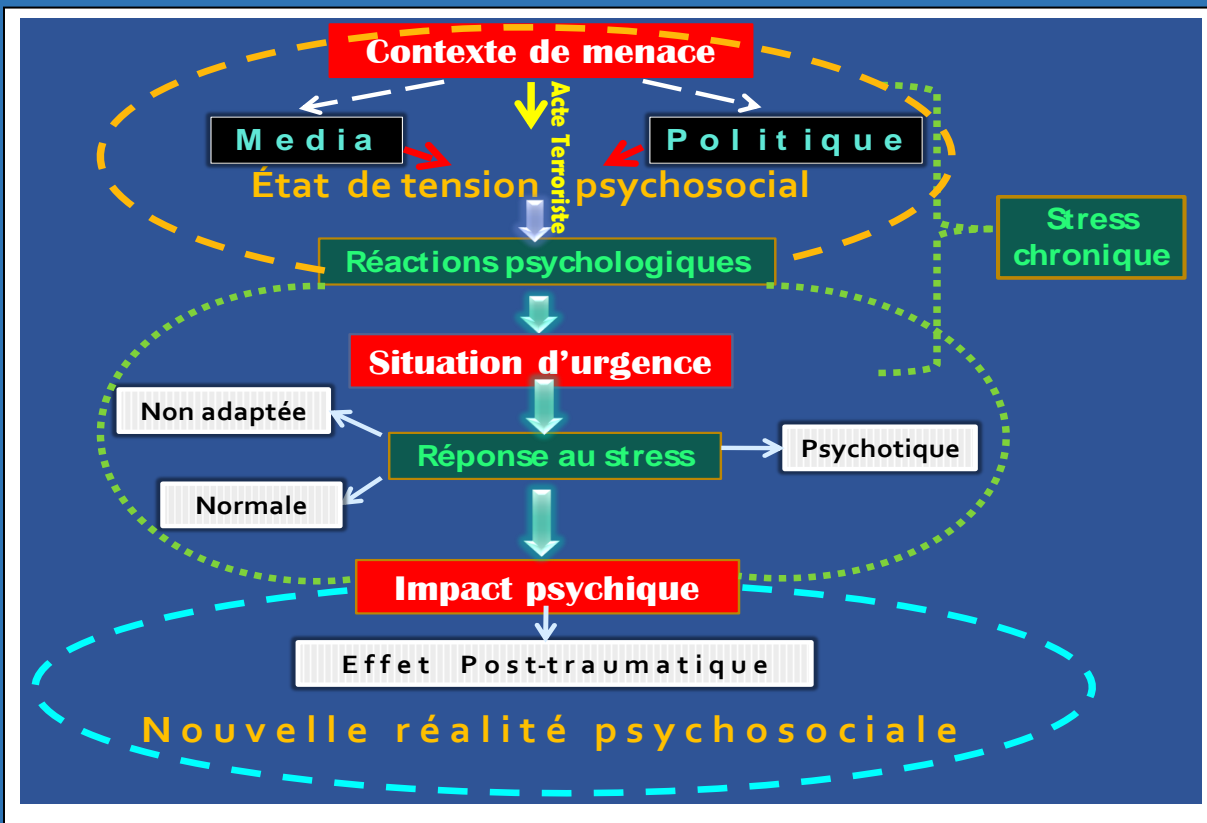 Contexte de menace
Acte Terroriste
Media
Politique
État de tension psychosocial
Réactions psychologiques
Stress
chronique
Situation d’urgence
Non adaptée
Réponse au stress
Psychotique
Normale
Impact psychique
Effet Post-traumatique
Nouvelle réalité psychosociale